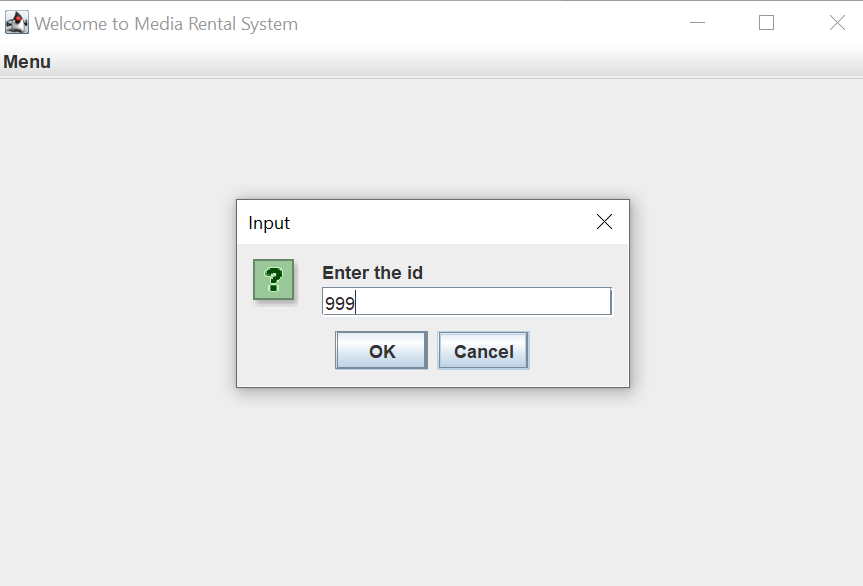 Welcome to Media Rental System
Menu
Input
?
Enter the id
999
OK Cancel